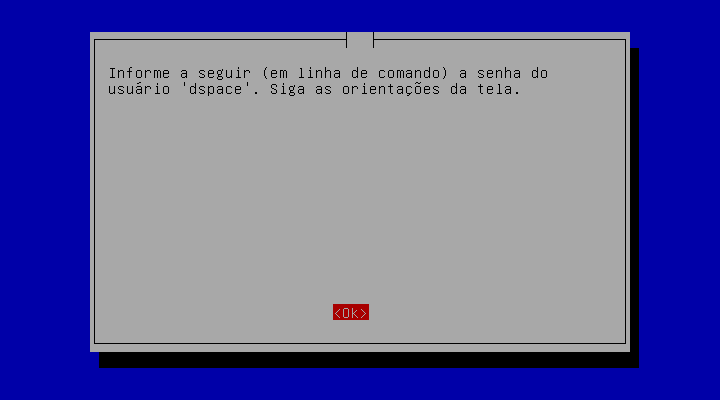 Informe a seguir (em linha de comando) a senha do
usuário 'dspace'. Siga as orientações da tela.
<Ok>